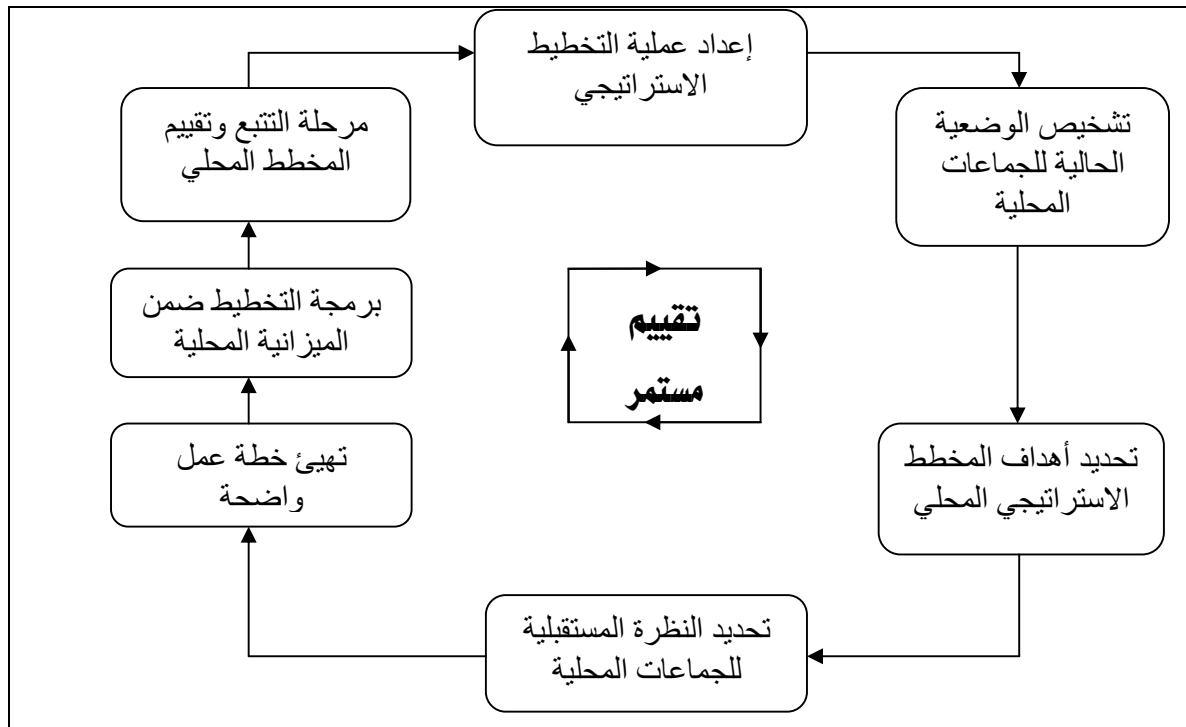 إعداد عملية التخطيط
الاستراتيجي
تشخيص الوضعية
الحالية للجماعات
المحلية
تحديد أهداف المخطط
الاستراتيجي المحلي
تحديد النظرة المستقبلية
للجماعات المحلية
تهيئ خطة عمل
واضحة
برمجة التخطيط ضمن
الميزانية المحلية
مرحلة التتبع وتقييم
المخطط المحلي
تقييم
مستمر